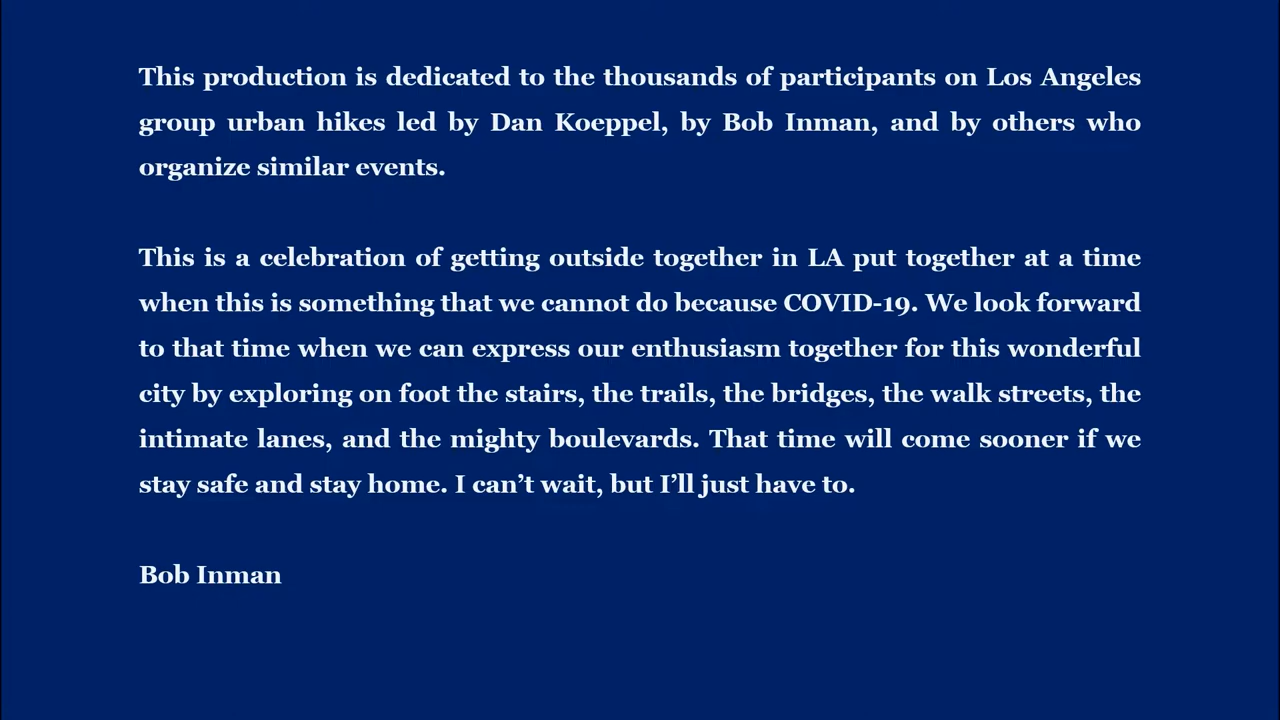 This production is dedicated to the thousands of participants on Los Angeles
group urban hikes led by Dan Koeppel, by Bob Inman, and by others who
organize similar events.
This is a celebration of getting outside together in LA put together at a time
when this is something that we cannot do because COVID-19. We look forward
to that time when we can express our enthusiasm together for this wonderful
city by exploring on foot the stairs, the trails, the bridges, the walk streets, the
intimate lanes, and the mighty boulevards. That time will come sooner if we
stay safe and stay home. I can’t wait, but I’ll just have to.
Bob Inman